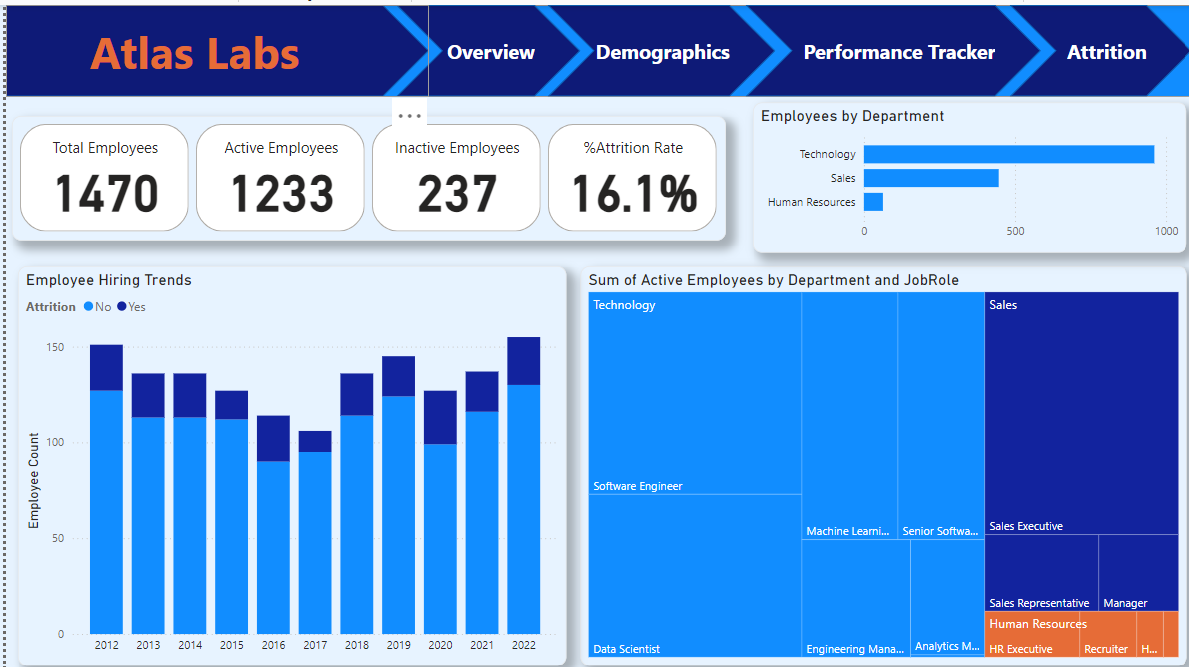 Atlas Labs
Overview
Demographics
Performance Tracker
Attrition
Total Employees
1470
Active Employees
1233
Inactive Employees
237
%Attrition Rate
16.1%
Employees by Department
Technology
Sales
Human Resources
0
500
1000
Employee Hiring Trends
Attrition No Yes
Employee Count
150
100
50
0
2012 2013 2014 2015 2016 2017 2018 2019 2020 2021 2022
Sum of Active Employees by Department and JobRole
Technology
Software Engineer
Data Scientist
Machine Learni...
Senior Softwa...
Engineering Mana...
Analytics M...
Sales
Sales Executive
Sales Representative
Manager
Human Resources
HR Executive
Recruiter
H...